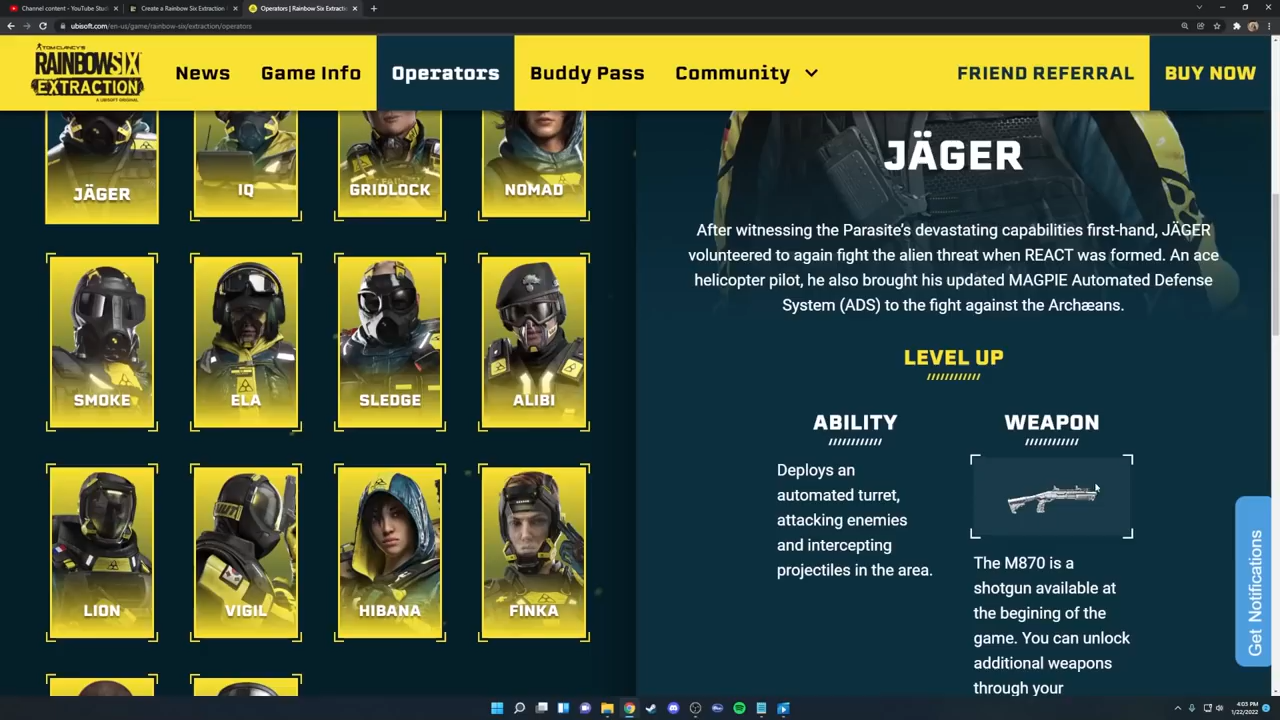 Channel content - YouTube Stud
Create a Rainbow Six Extraction
Operators | Rainbow Six Extracti
ubisoft.com/en-us/game/rainbow-six/extraction/operators
TOM CLANCY'S
RAINBOWSIX
EXTRACTION
A UBISOFT ORIGINAL
News
Game Info
Operators
Buddy Pass
Community
FRIEND REFERRAL
BUY NOW
JÄGER
IQ
GRIDLOCK
NOMAD
SMOKE
ELA
SLEDGE
ALIBI
LION
VIGIL
HIBANA
FINKA
JÄGER
After witnessing the Parasite's devastating capabilities first-hand, JÄGER
volunteered to again fight the alien threat when REACT was formed. An ace
helicopter pilot, he also brought his updated MAGPIE Automated Defense
System (ADS) to the fight against the Archæans.
LEVEL UP
ABILITY
Deploys an
automated turret,
attacking enemies
and intercepting
projectiles in the area.
WEAPON
The M870 is a
shotgun available at
the begining of the
game. You can unlock
additional weapons
through your
Get Notifications
4:05 PM
1/22/2022